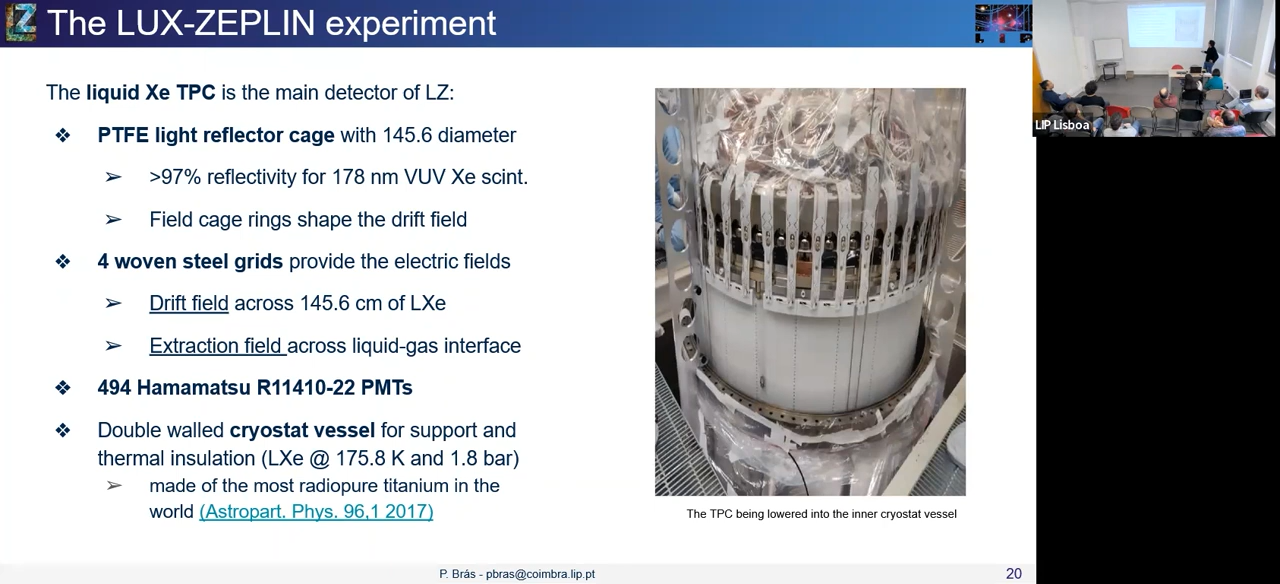 The LUX-ZEPLIN experiment
The liquid Xe TPC is the main detector of LZ:
❖ PTFE light reflector cage with 145.6 diameter
➢ >97% reflectivity for 178 nm VUV Xe scint.
➢ Field cage rings shape the drift field
❖ 4 woven steel grids provide the electric fields
➢ Drift field across 145.6 cm of LXe
➢ Extraction field across liquid-gas interface
❖ 494 Hamamatsu R11410-22 PMTs
❖ Double walled cryostat vessel for support and
thermal insulation (LXe @ 175.8 K and 1.8 bar)
➢ made of the most radiopure titanium in the
world (Astropart. Phys. 96,1 2017)
The TPC being lowered into the inner cryostat vessel
P. Brás - pbras@coimbra.lip.pt
20
LIP Lisboa